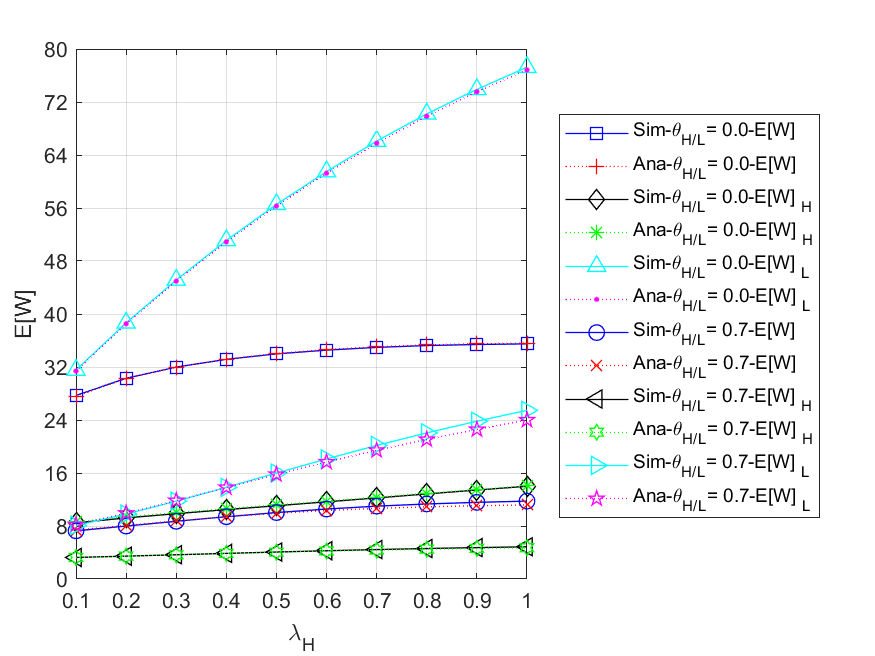 80
72
64
56
48
40
32
24
16
8
0
E[W]
0.1 0.2 0.3 0.4 0.5 0.6 0.7 0.8 0.9 1
λH
Sim-θH/L= 0.0-E[W]
Ana-θH/L= 0.0-E[W]
Sim-θH/L= 0.0-E[W] H
Ana-θH/L= 0.0-E[W] H
Sim-θH/L= 0.0-E[W] L
Ana-θH/L= 0.0-E[W] L
Sim-θH/L= 0.7-E[W]
Ana-θH/L= 0.7-E[W]
Sim-θH/L= 0.7-E[W] H
Ana-θH/L= 0.7-E[W] H
Sim-θH/L= 0.7-E[W] L
Ana-θH/L= 0.7-E[W] L